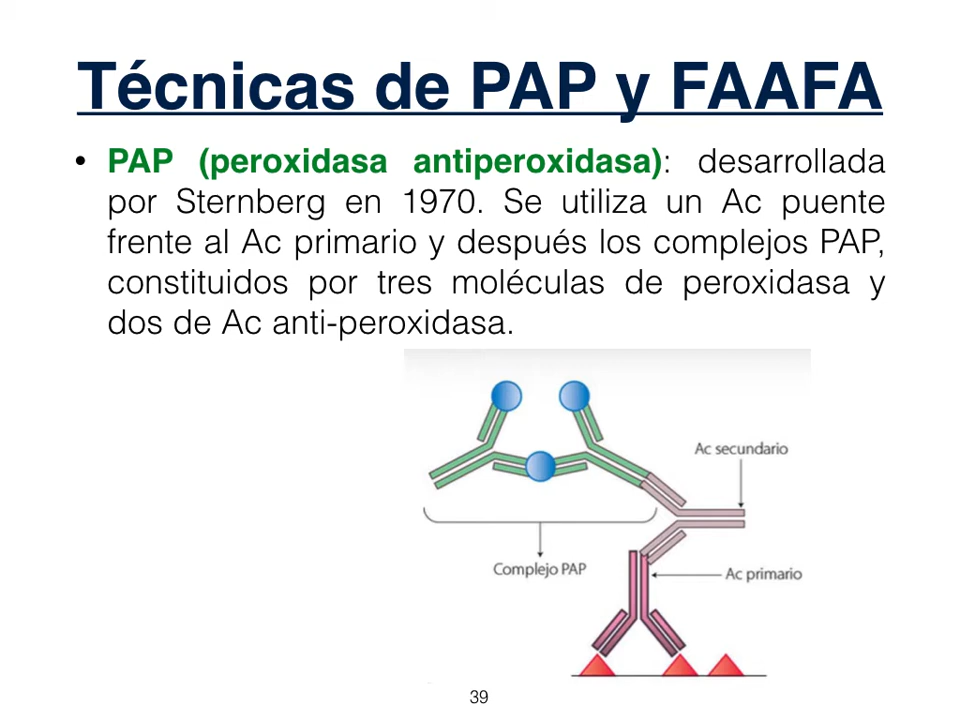 Técnicas de PAP y FAAFA
• PAP (peroxidasa antiperoxidasa): desarrollada
por Sternberg en 1970. Se utiliza un Ac puente
frente al Ac primario y después los complejos PAP,
constituidos por tres moléculas de peroxidasa y
dos de Ac anti-peroxidasa.
Ac secundario
Complejo PAP
Ac primario
39